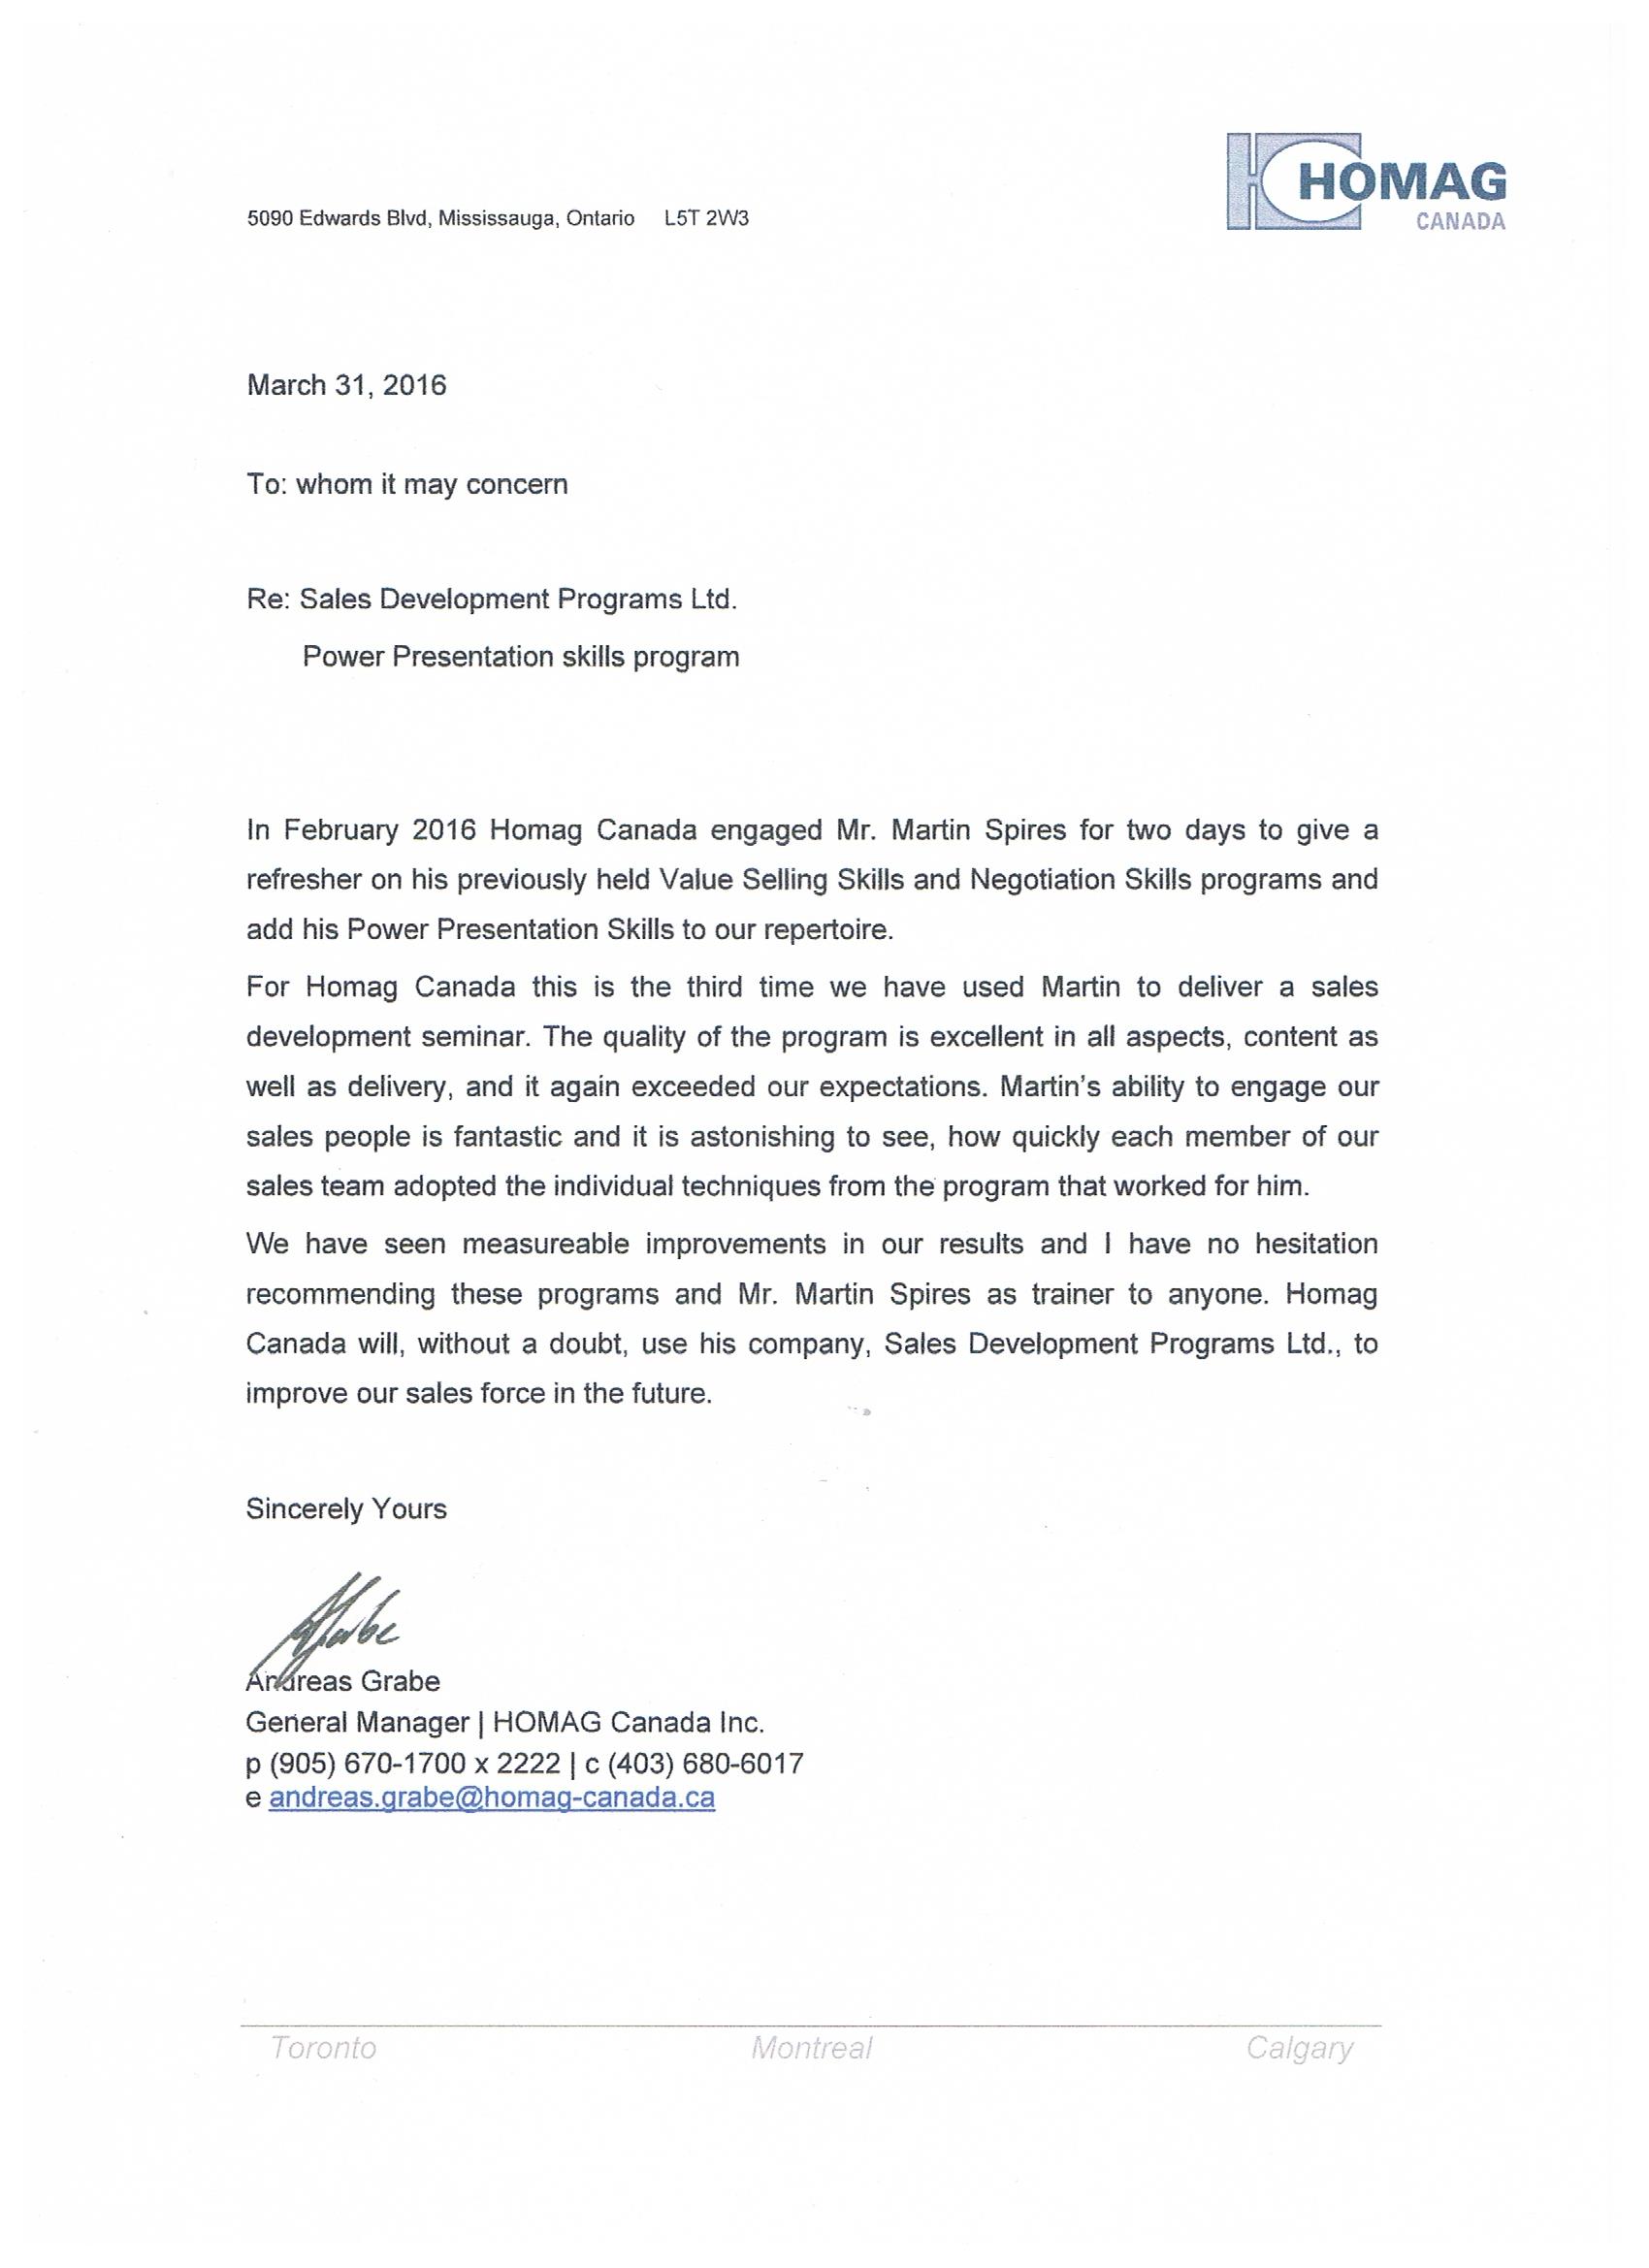 HOMAG
CANADA
5090 Edwards Blvd, Mississauga, Ontario L5T 2W3
March 31, 2016
To: whom it may concern
Re: Sales Development Programs Ltd.
Power Presentation skills program
In February 2016 Homag Canada engaged Mr. Martin Spires for two days to give a
refresher on his previously held Value Selling Skills and Negotiation Skills programs and
add his Power Presentation Skills to our repertoire.
For Homag Canada this is the third time we have used Martin to deliver a sales
development seminar. The quality of the program is excellent in all aspects, content as
well as delivery, and it again exceeded our expectations. Martin’s ability to engage our
sales people is fantastic and it is astonishing to see, how quickly each member of our
sales team adopted the individual techniques from the program that worked for him.
We have seen measureable improvements in our results and I have no hesitation
recommending these programs and Mr. Martin Spires as trainer to anyone. Homag
Canada will, without a doubt, use his company, Sales Development Programs Ltd., to
improve our sales force in the future.
Sincerely Yours
AGrabe
Andreas Grabe
General Manager | HOMAG Canada Inc.
p (905) 670-1700 x 2222 | c (403) 680-6017
e andreas.grabe@homag-canada.ca
Toronto Montreal Calgary